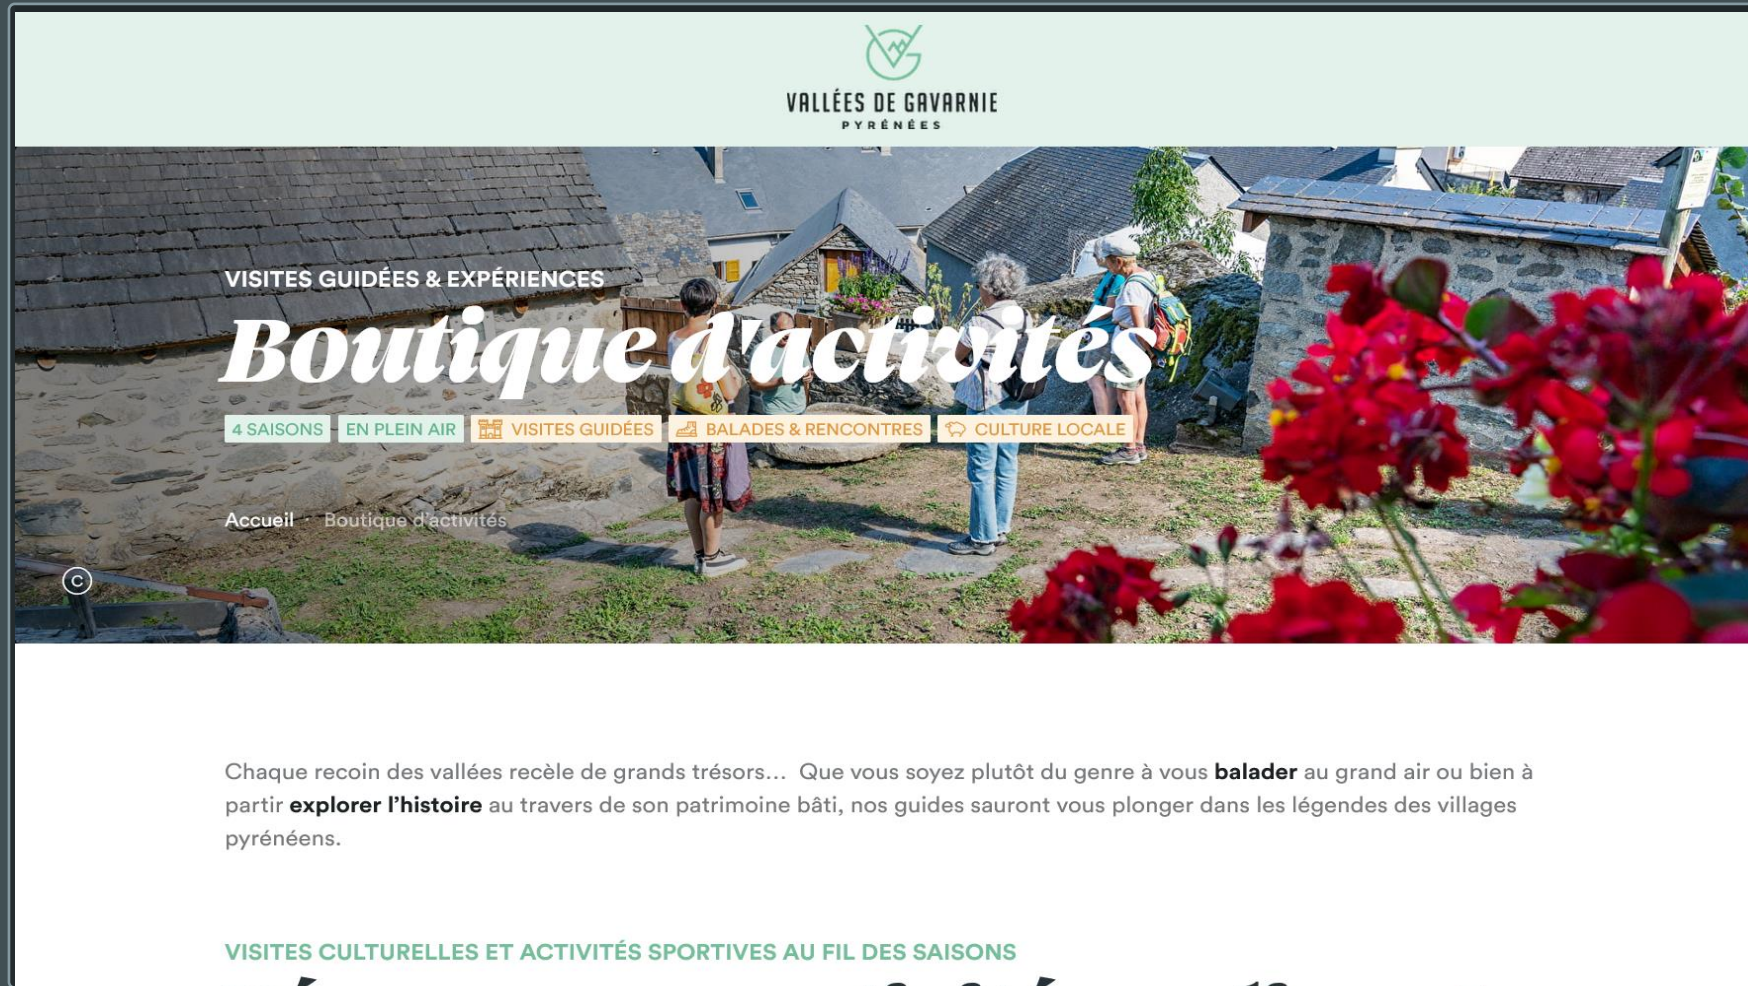 VALLÉES DE GAVARNIE
PYRÉNÉES
VISITES GUIDÉES & EXPÉRIENCES
Boutique d'activités
4 SAISONS EN PLEIN AIR VISITES GUIDÉES BALADES & RENCONTRES CULTURE LOCALE
Accueil · Boutique d'activités
C
Chaque recoin des vallées recèle de grands trésors… Que vous soyez plutôt du genre à vous balader au grand air ou bien à
partir explorer l’histoire au travers de son patrimoine bâti, nos guides sauront vous plonger dans les légendes des villages
pyrénéens.
VISITES CULTURELLES ET ACTIVITÉS SPORTIVES AU FIL DES SAISONS